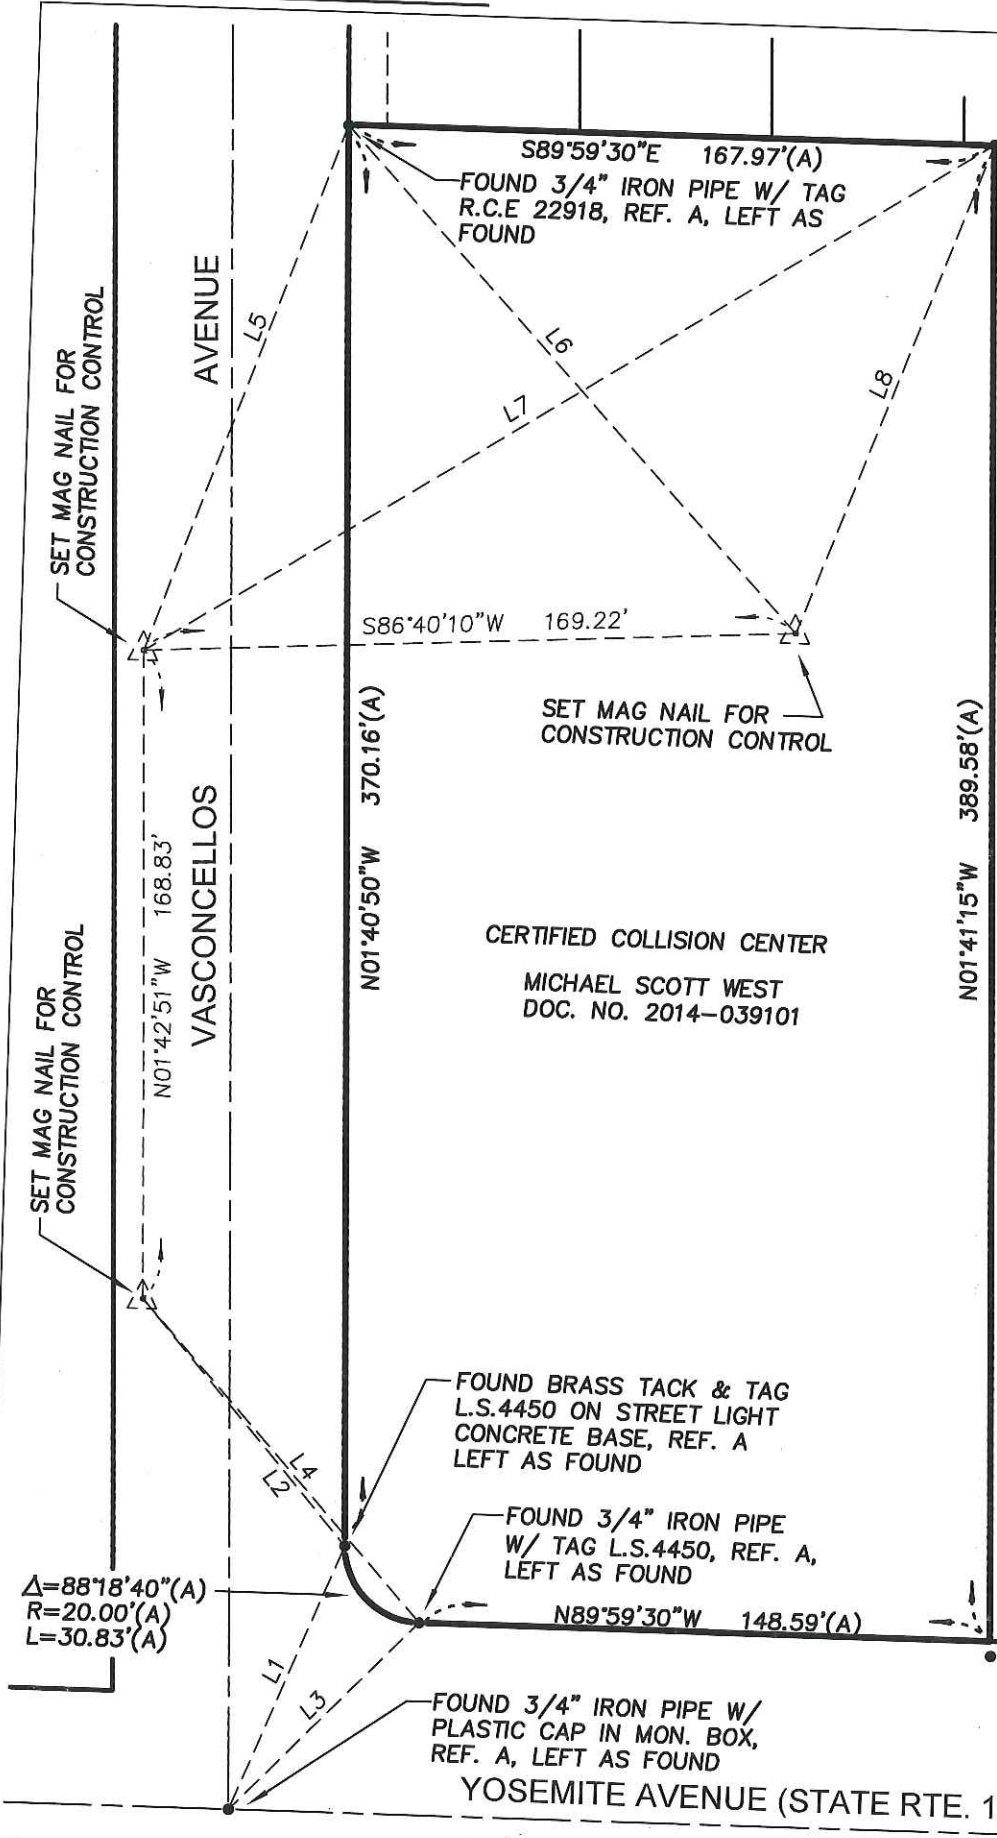 S89°59'30"E 167.97'(A)
FOUND 3/4" IRON PIPE W/ TAG
R.C.E 22918, REF. A, LEFT AS
FOUND
AVENUE
L5
L6
L7
L8
SET MAG NAIL FOR
CONSTRUCTION CONTROL
S86°40'10"W 169.22'
SET MAG NAIL FOR
CONSTRUCTION CONTROL
N01°40'50"W 370.16'(A)
N01°41'15"W 389.58'(A)
N01°42'51"W 168.83'
VASCONCELLOS
CERTIFIED COLLISION CENTER
MICHAEL SCOTT WEST
DOC. NO. 2014-039101
SET MAG NAIL FOR
CONSTRUCTION CONTROL
FOUND BRASS TACK & TAG
L.S.4450 ON STREET LIGHT
CONCRETE BASE, REF. A
LEFT AS FOUND
L4
L2
FOUND 3/4" IRON PIPE
W/ TAG L.S.4450, REF. A,
LEFT AS FOUND
Δ=88°18'40"(A)
R=20.00'(A)
L=30.83'(A)
N89°59'30"W 148.59'(A)
L1
L3
FOUND 3/4" IRON PIPE W/
PLASTIC CAP IN MON. BOX,
REF. A, LEFT AS FOUND
YOSEMITE AVENUE (STATE RTE. 1